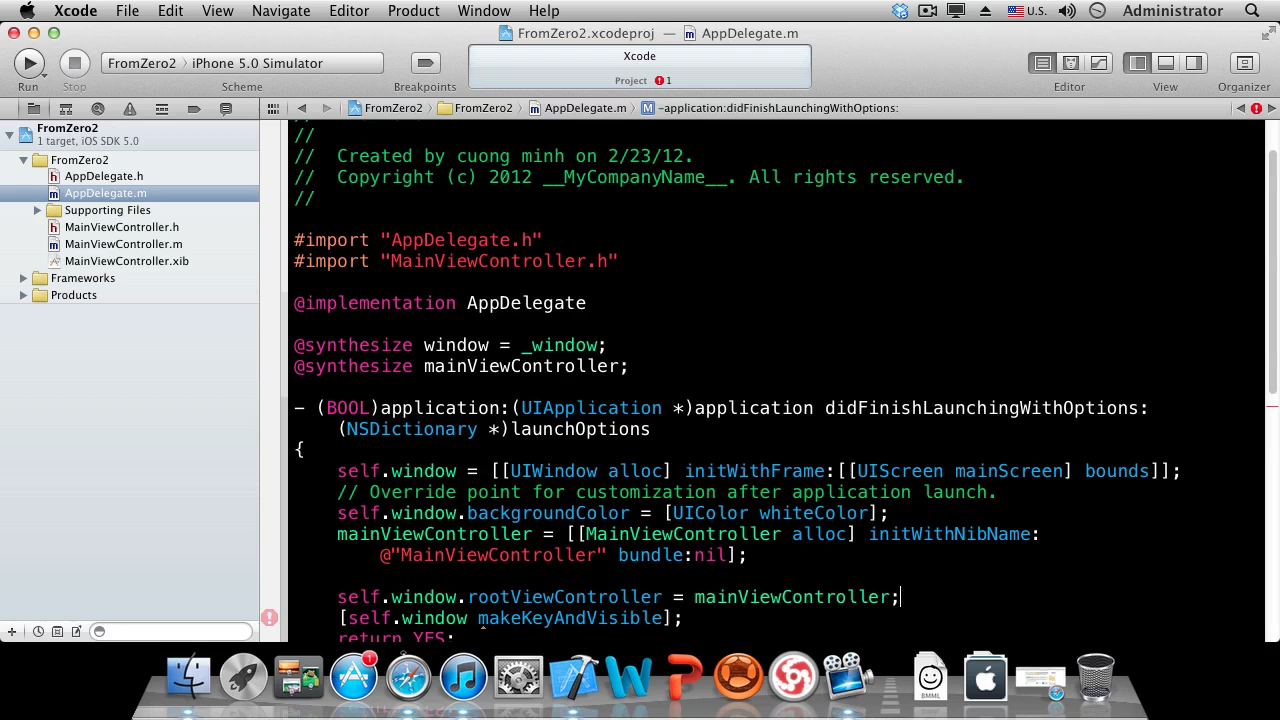 Xcode File Edit View Navigate Editor Product Window Help U.S. Administrator
FromZero2.xcodeproj — AppDelegate.m
FromZero2 › iPhone 5.0 Simulator
Xcode
Project 1
Run Stop Scheme Breakpoints Editor View Organizer
FromZero2 FromZero2 AppDelegate.m -application:didFinishLaunchingWithOptions:
FromZero2
1 target, iOS SDK 5.0
FromZero2
AppDelegate.h
AppDelegate.m
Supporting Files
MainViewController.h
MainViewController.m
MainViewController.xib
Frameworks
Products
//
//  Created by cuong minh on 2/23/12.
//  Copyright (c) 2012 __MyCompanyName__. All rights reserved.
//
#import "AppDelegate.h"
#import "MainViewController.h"
@implementation AppDelegate
@synthesize window = _window;
@synthesize mainViewController;
- (BOOL)application:(UIApplication *)application didFinishLaunchingWithOptions:
(NSDictionary *)launchOptions
{
self.window = [[UIWindow alloc] initWithFrame:[[UIScreen mainScreen] bounds]];
// Override point for customization after application launch.
self.window.backgroundColor = [UIColor whiteColor];
mainViewController = [[MainViewController alloc] initWithNibName:
@"MainViewController" bundle:nil];
self.window.rootViewController = mainViewController;
[self.window makeKeyAndVisible];
return YES;
1
BMML